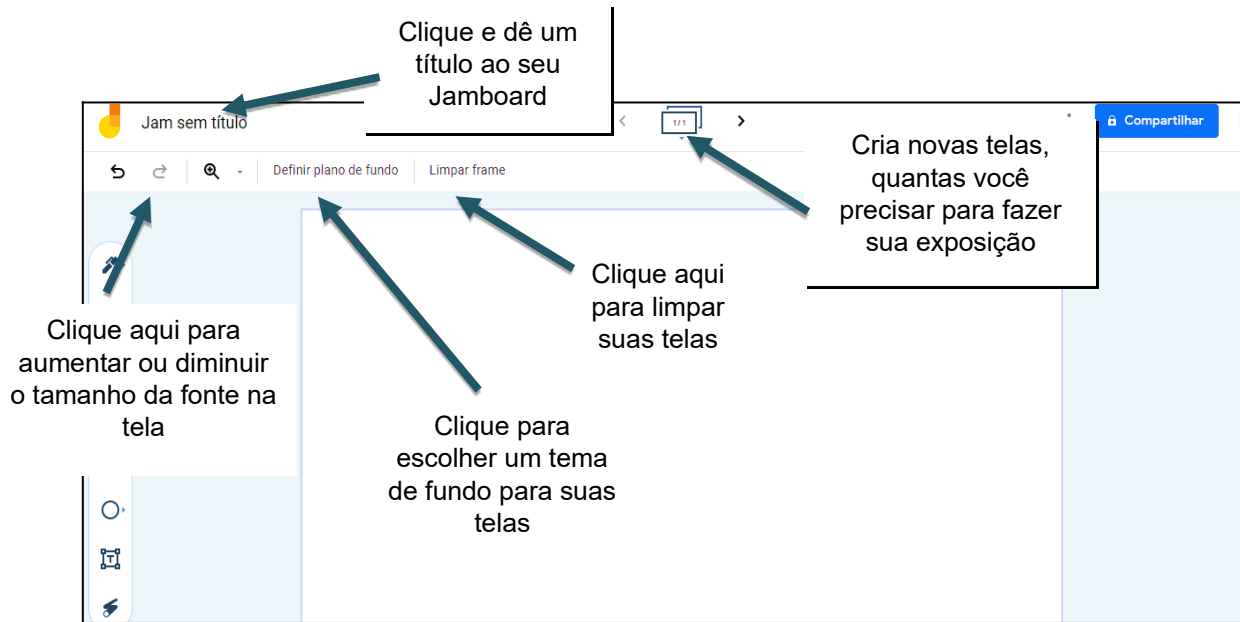 Clique e dê um
título ao seu
Jamboard
Jam sem título
1/1
Compartilhar
Cria novas telas,
quantas você
precisar para fazer
sua exposição
Definir plano de fundo
Limpar frame
Clique aqui
para limpar
suas telas
Clique aqui para
aumentar ou diminuir
o tamanho da fonte na
tela
Clique para
escolher um tema
de fundo para suas
telas
T